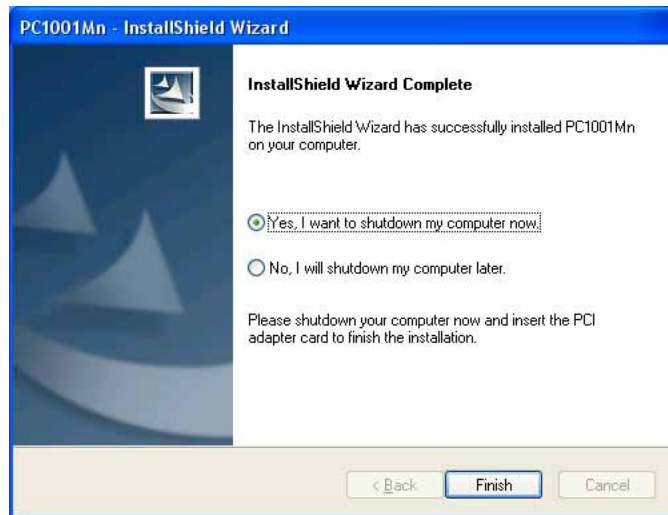 PC1001Mn - InstallShield Wizard
InstallShield Wizard Complete
The InstallShield Wizard has successfully installed PC1001Mn
on your computer.
Yes, I want to shutdown my computer now.
No, I will shutdown my computer later.
Please shutdown your computer now and insert the PCI
adapter card to finish the installation.
< Back
Finish
Cancel